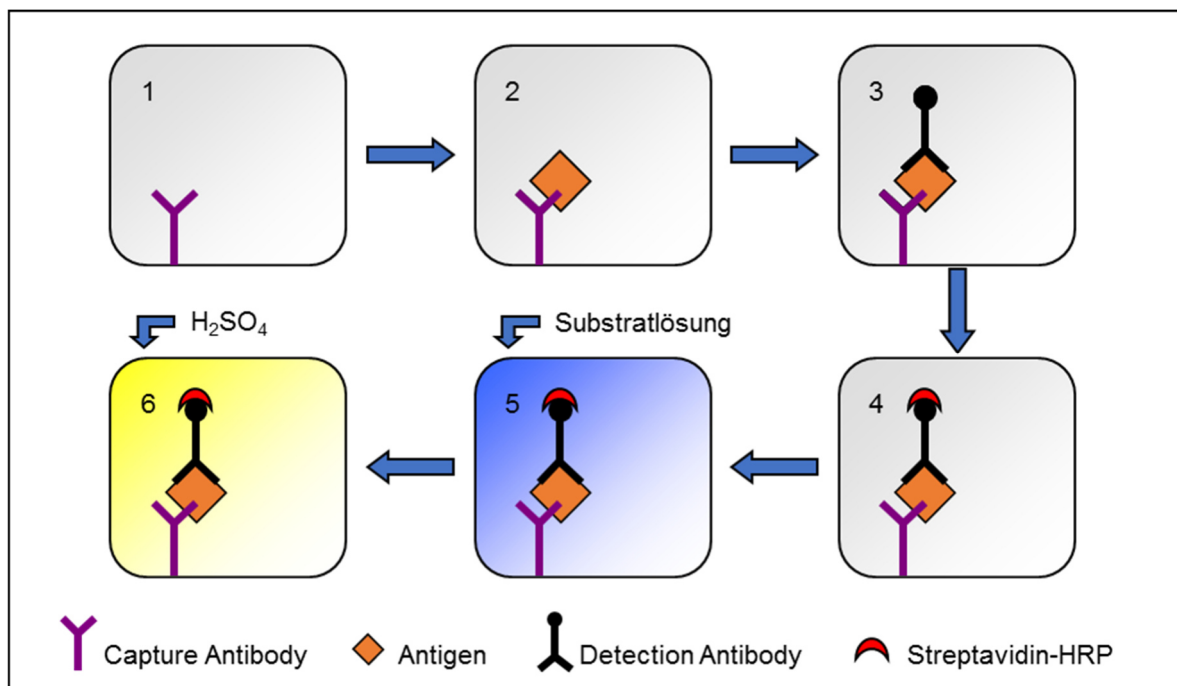 1
2
3
H₂SO₄
Substratlösung
6
5
4
Capture Antibody
Antigen
Detection Antibody
Streptavidin-HRP